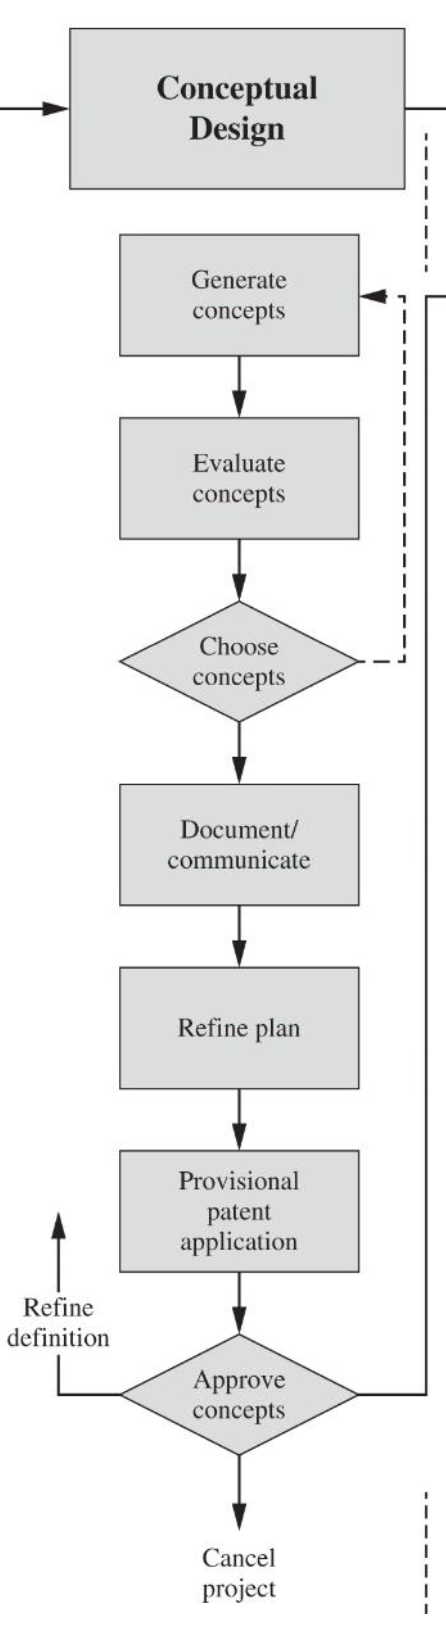 Conceptual
Design
Generate
concepts
Evaluate
concepts
Choose
concepts
Document/
communicate
Refine plan
Provisional
patent
application
Refine
definition
Approve
concepts
Cancel
project